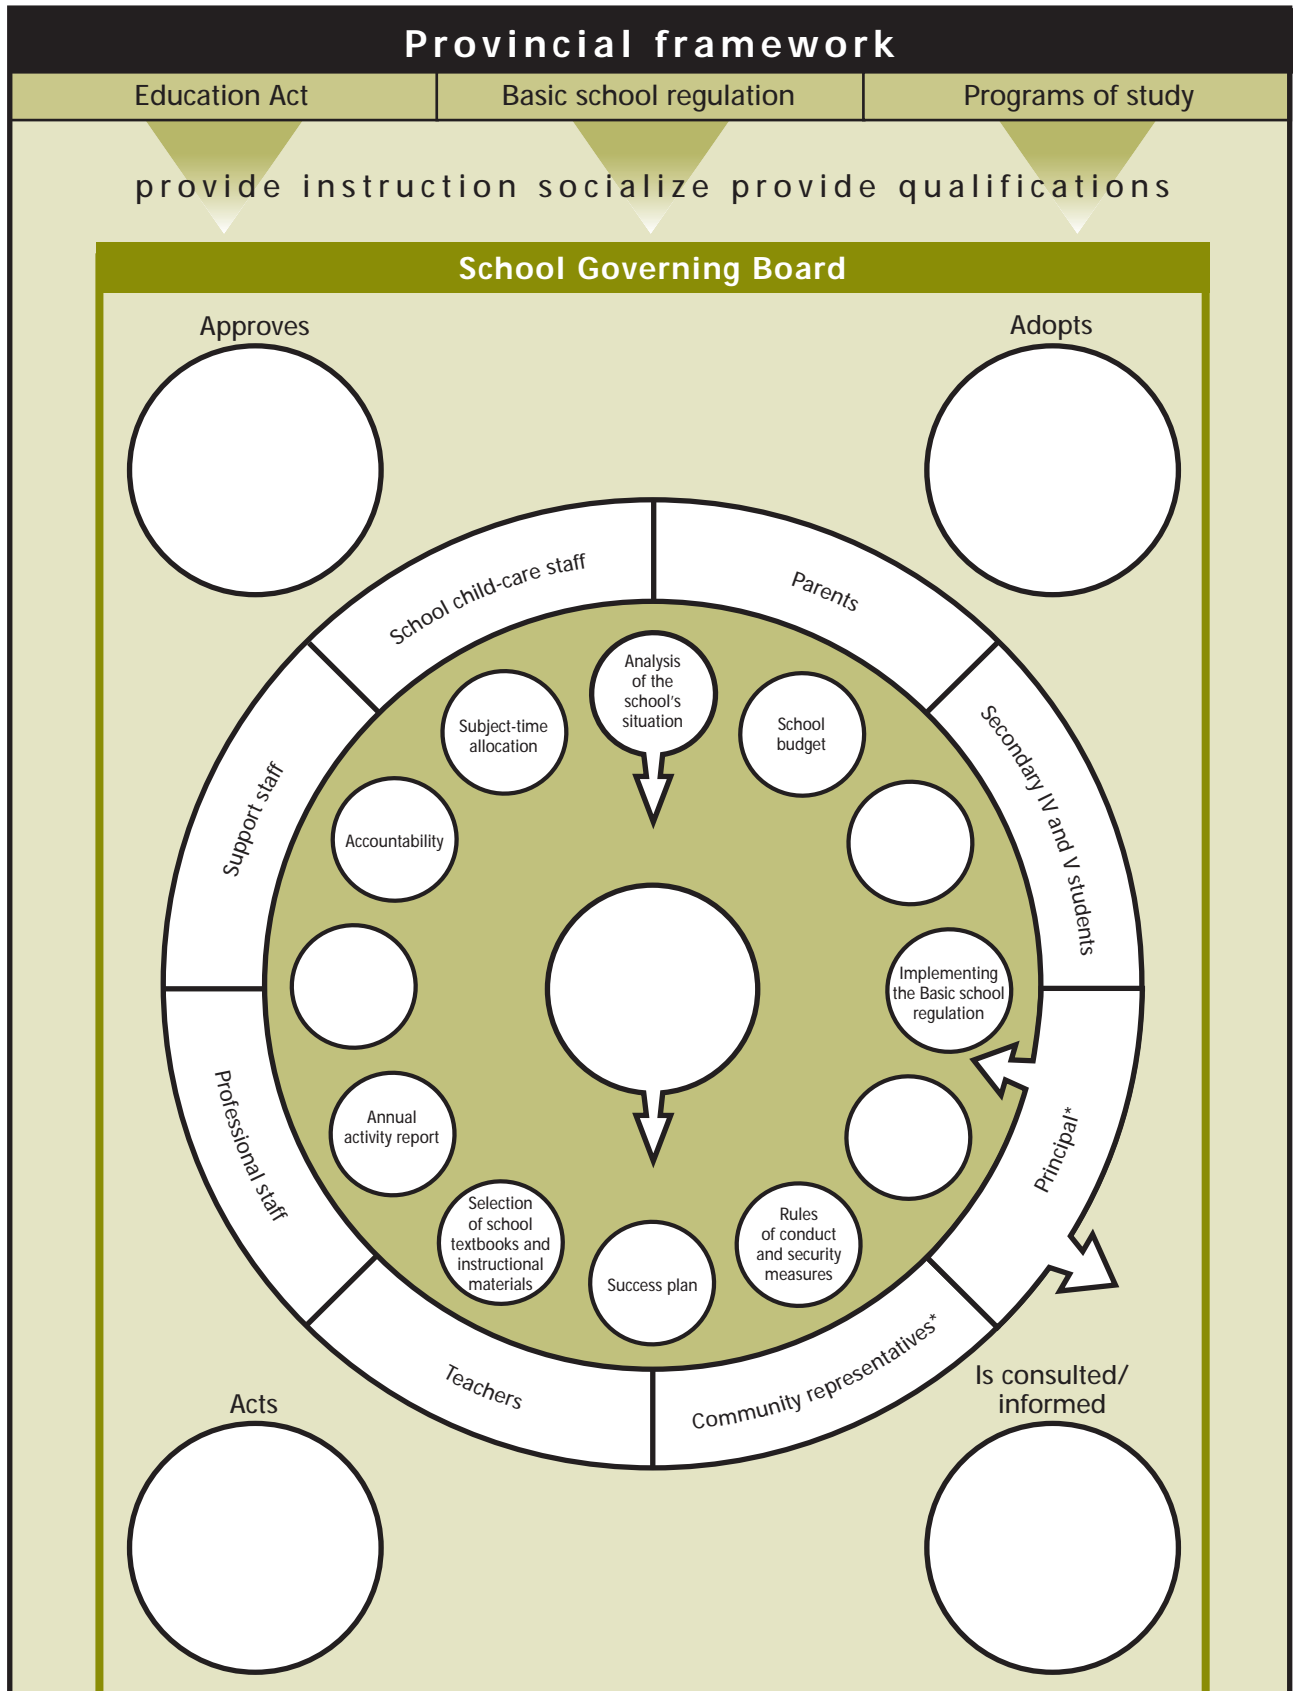 Provincial framework
Education Act
Basic school regulation
Programs of study
provide instruction socialize provide qualifications
School Governing Board
Approves
Adopts
School child-care staff
Parents
Secondary IV and V students
Principal*
Community representatives*
Teachers
Professional staff
Support staff
Analysis
of the
school's
situation
School
budget
Implementing
the Basic school
regulation
Rules
of conduct
and security
measures
Success plan
Selection
of school
textbooks and
instructional
materials
Annual
activity report
Accountability
Subject-time
allocation
Acts
Is consulted/
informed